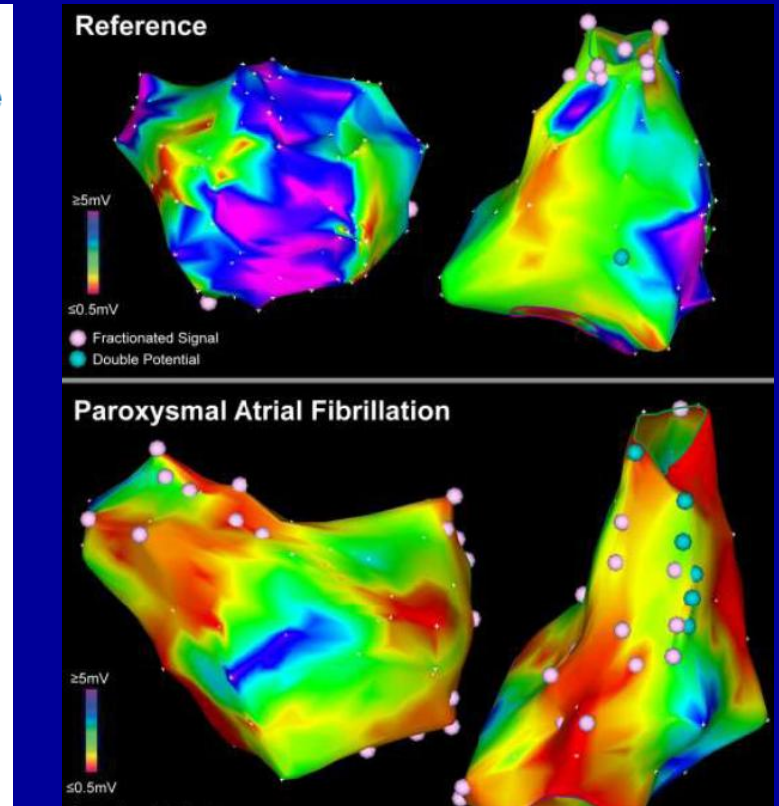 Reference
≥5mV
≤0.5mV
Fractionated Signal
Double Potential
Paroxysmal Atrial Fibrillation
≥5mV
≤0.5mV